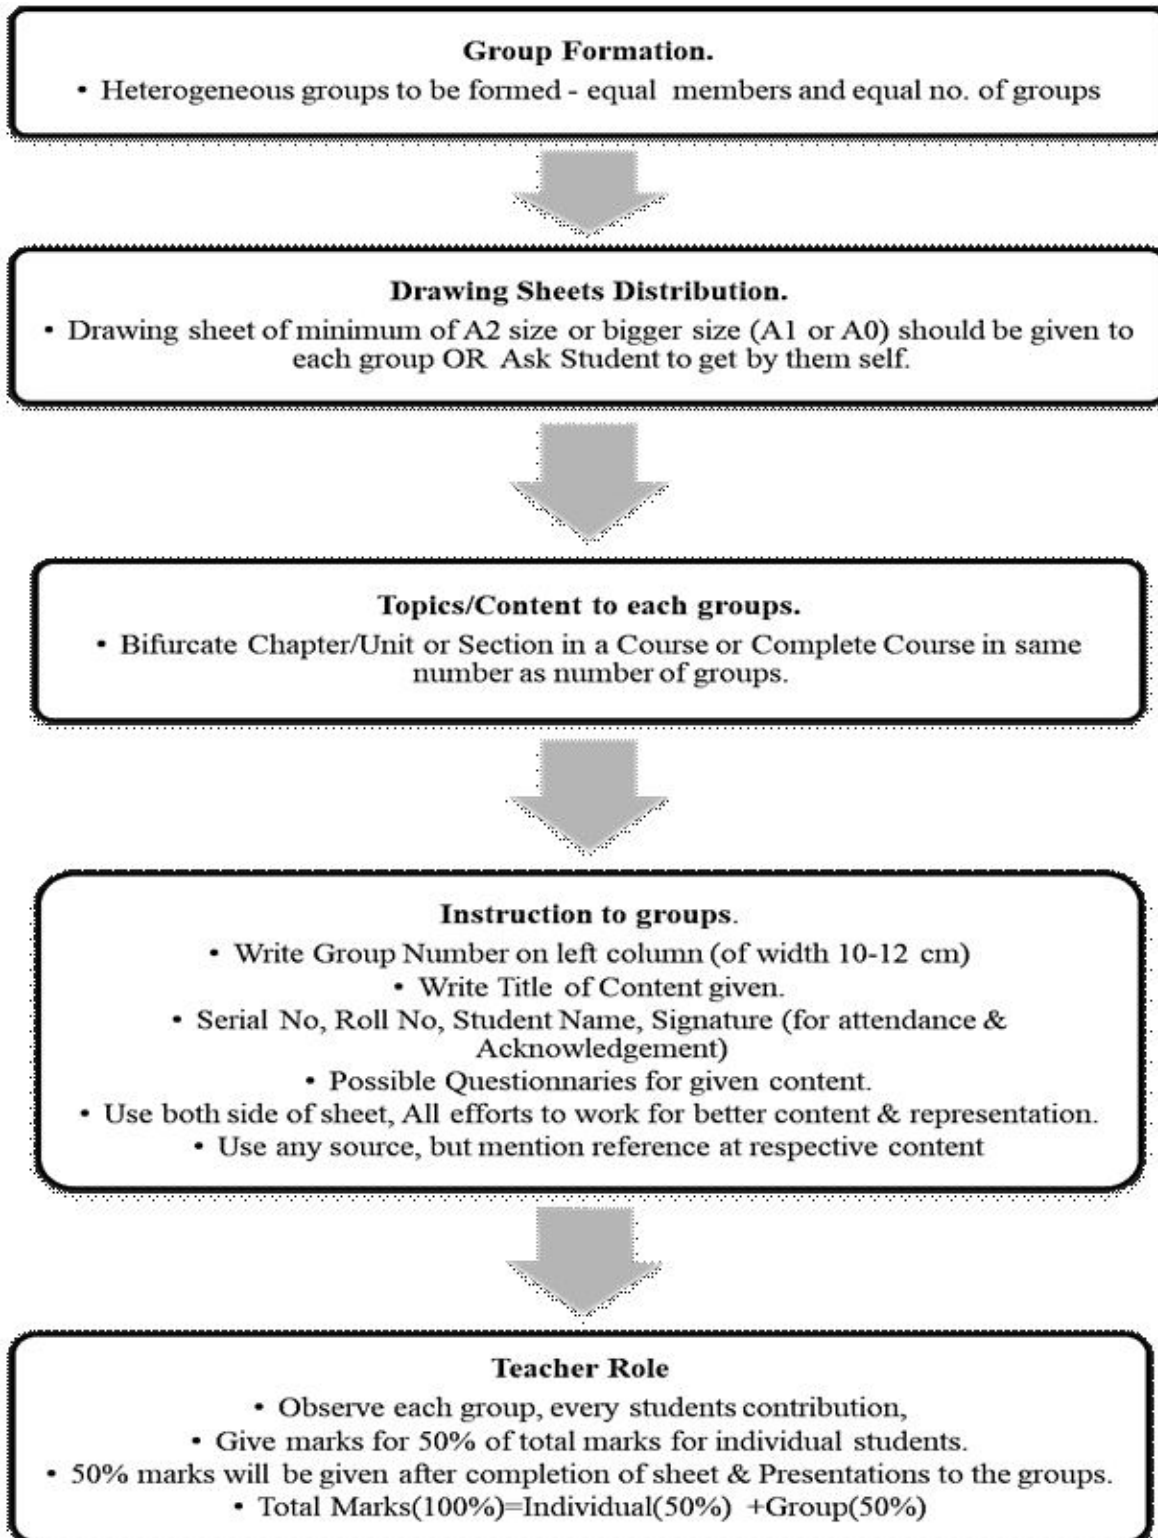 Group Formation.
• Heterogeneous groups to be formed - equal members and equal no. of groups
Drawing Sheets Distribution.
• Drawing sheet of minimum of A2 size or bigger size (A1 or A0) should be given to
each group OR Ask Student to get by them self.
Topics/Content to each groups.
• Bifurcate Chapter/Unit or Section in a Course or Complete Course in same
number as number of groups.
Instruction to groups.
• Write Group Number on left column (of width 10-12 cm)
• Write Title of Content given.
• Serial No, Roll No, Student Name, Signature (for attendance &
Acknowledgement)
• Possible Questionnaries for given content.
• Use both side of sheet, All efforts to work for better content & representation.
• Use any source, but mention reference at respective content
Teacher Role
• Observe each group, every students contribution,
• Give marks for 50% of total marks for individual students.
• 50% marks will be given after completion of sheet & Presentations to the groups.
• Total Marks(100%)=Individual(50%) +Group(50%)